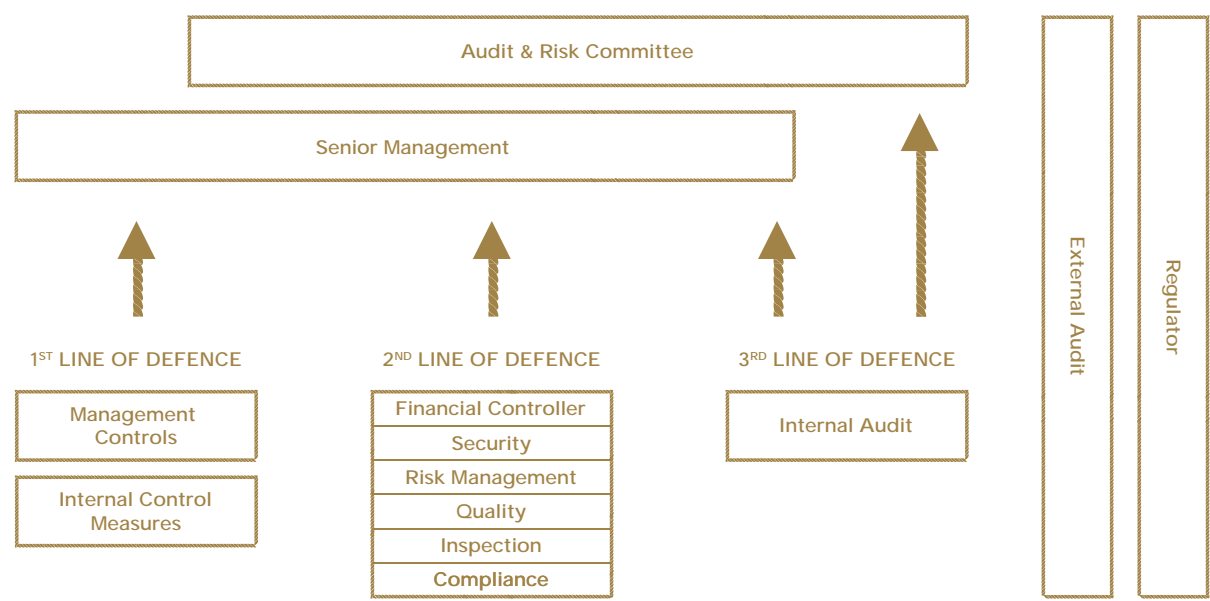 Audit & Risk Committee
Senior Management
1ST LINE OF DEFENCE
Management
Controls
Internal Control
Measures
2ND LINE OF DEFENCE
Financial Controller
Security
Risk Management
Quality
Inspection
Compliance
3RD LINE OF DEFENCE
Internal Audit
External Audit
Regulator